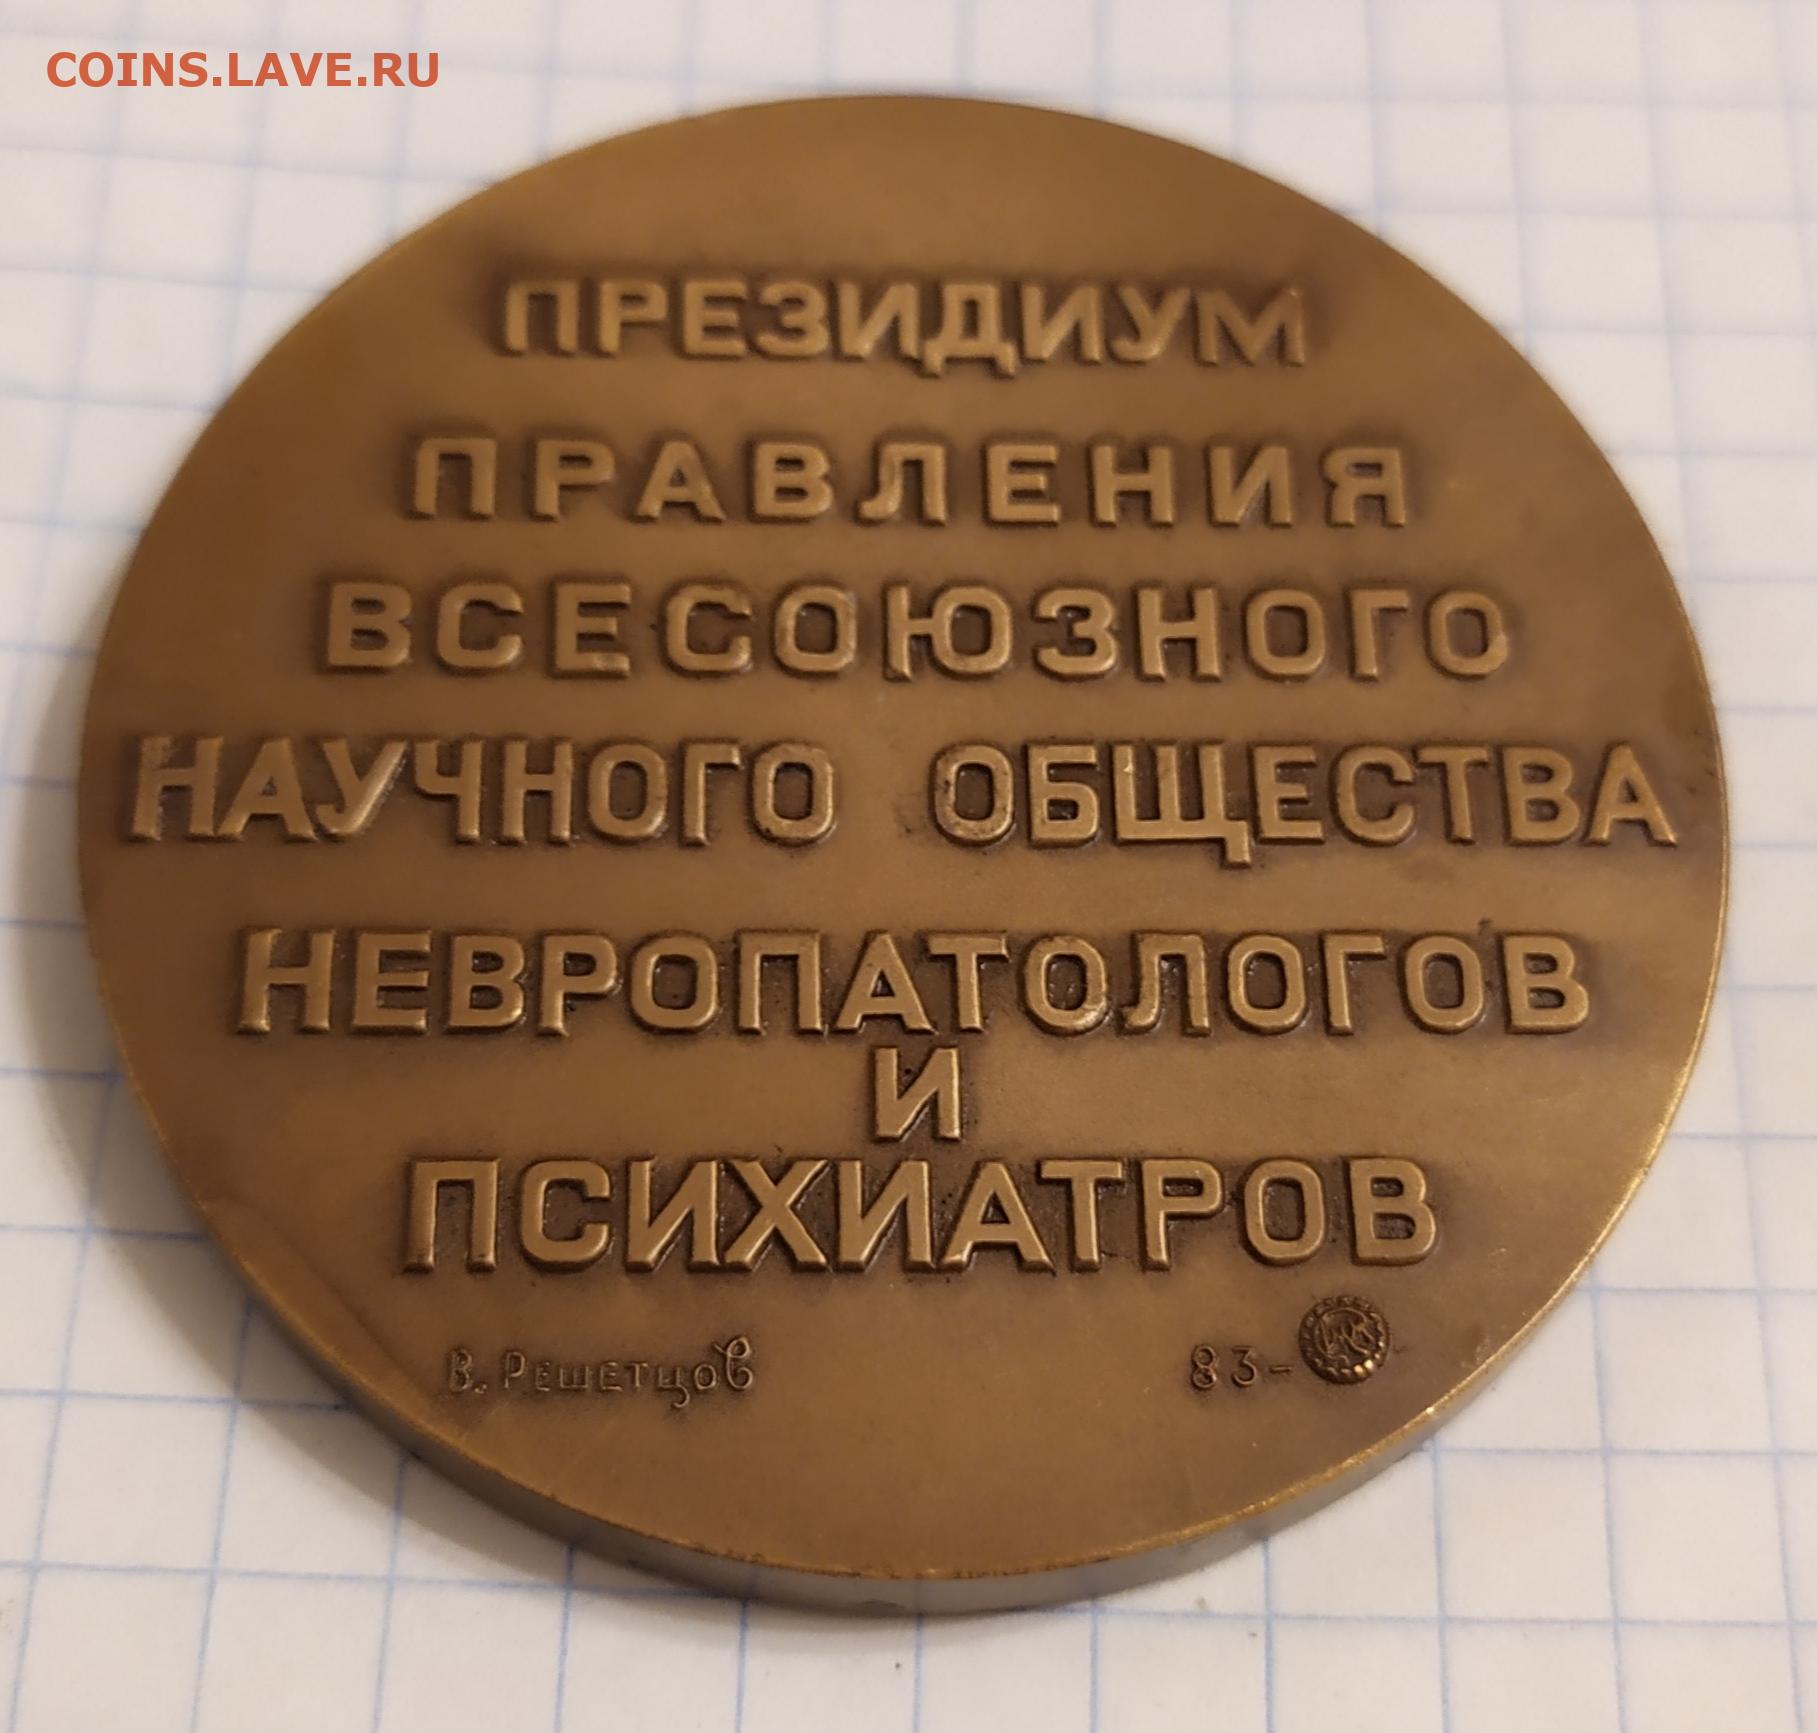 COINS.LAVE.RU
ПРЕЗИДИУМ
ПРАВЛЕНИЯ
ВСЕСОЮЗНОГО
НАУЧНОГО ОБЩЕСТВА
НЕВРОПАТОЛОГОВ
И
ПСИХИАТРОВ
В. РЕШЕТЦОВ 83-